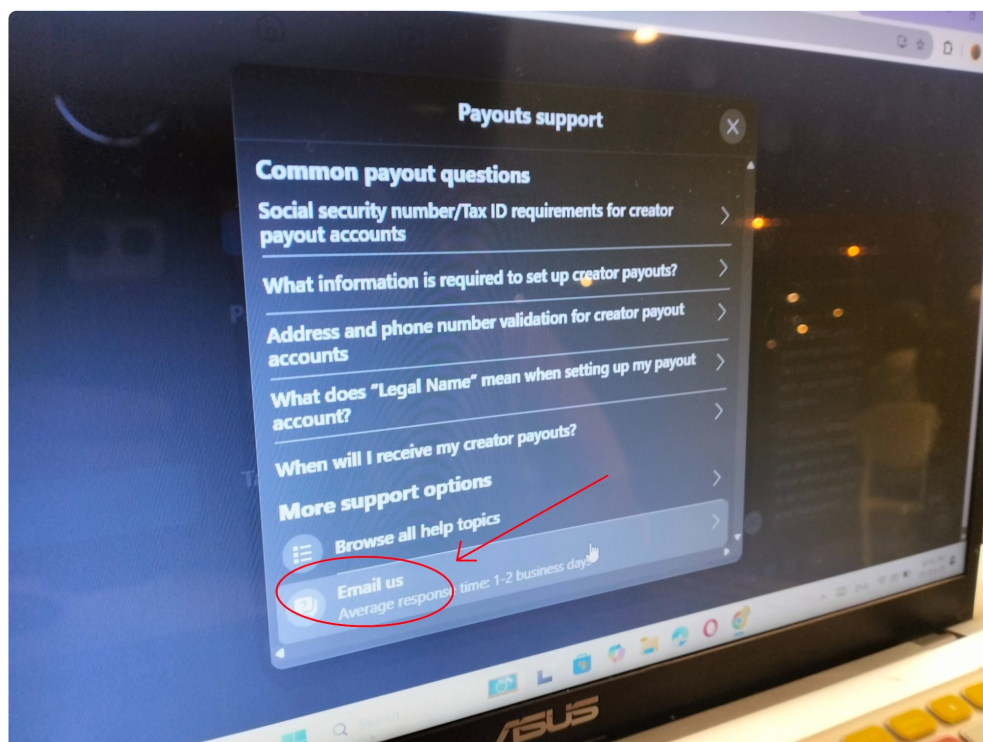 Payouts support
Common payout questions
Social security number/Tax ID requirements for creator
payout accounts
What information is required to set up creator payouts?
Address and phone number validation for creator payout
accounts
What does "Legal Name" mean when setting up my payout
account?
When will I receive my creator payouts?
More support options
Browse all help topics
Email us
Average response time: 1-2 business days
Search
ASUS